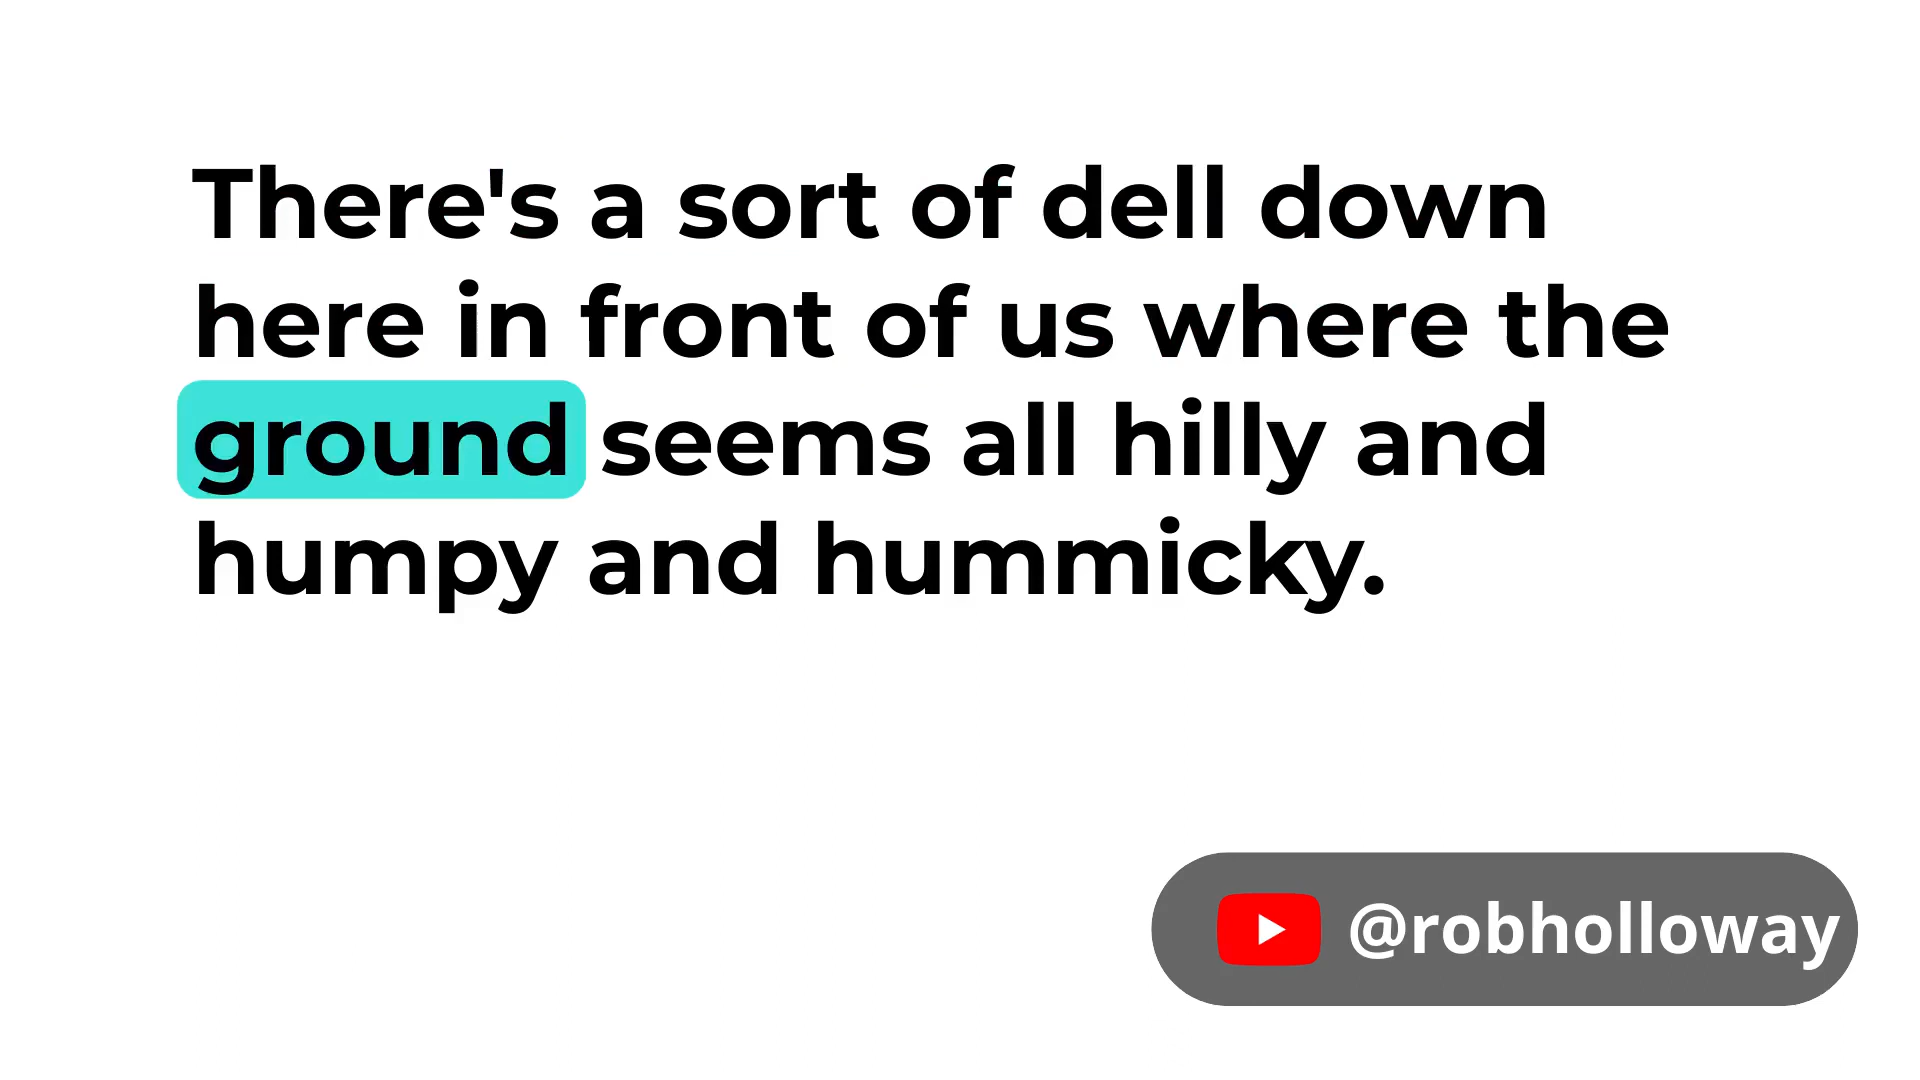 There's a sort of dell down
here in front of us where the
ground seems all hilly and
humpy and hummicky.
@robholloway